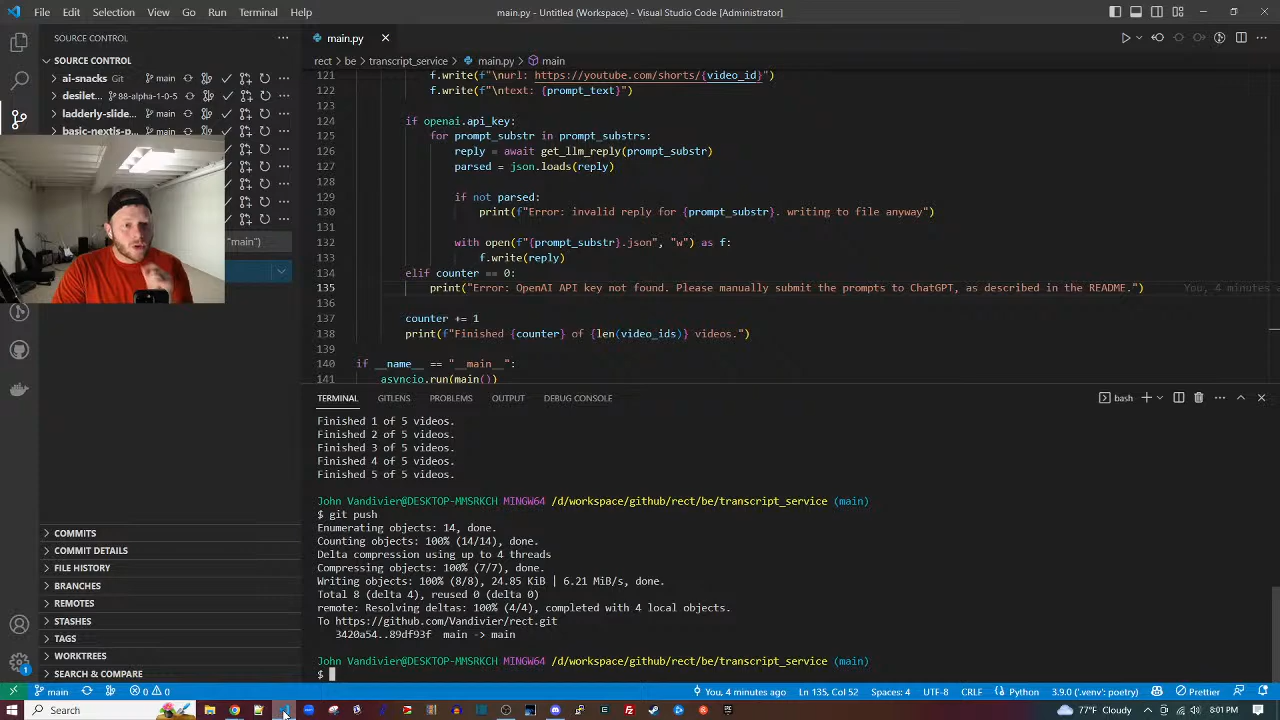 File Edit Selection View Go Run Terminal Help
main.py - Untitled (Workspace) - Visual Studio Code [Administrator]
SOURCE CONTROL
SOURCE CONTROL
ai-snacks Git main
desilet... 88-alpha-1-0-5
ladderly-slide... main
basic-nextjs-p... main
"main")
COMMITS
COMMIT DETAILS
FILE HISTORY
BRANCHES
REMOTES
STASHES
TAGS
WORKTREES
SEARCH & COMPARE
main.py
rect > be > transcript_service > main.py > main
121 f.write(f"\nurl: https://youtube.com/shorts/{video_id}")
122 f.write(f"\ntext: {prompt_text}")
123
124 if openai.api_key:
125 for prompt_substr in prompt_substrs:
126 reply = await get_llm_reply(prompt_substr)
127 parsed = json.loads(reply)
128
129 if not parsed:
130 print(f"Error: invalid reply for {prompt_substr}. writing to file anyway")
131
132 with open(f"{prompt_substr}.json", "w") as f:
133 f.write(reply)
134 elif counter == 0:
135 print("Error: OpenAI API key not found. Please manually submit the prompts to ChatGPT, as described in the README.") You, 4 minutes a
136
137 counter += 1
138 print(f"Finished {counter} of {len(video_ids)} videos.")
139
140 if __name__ == "__main__":
141 asyncio.run(main())
TERMINAL GITLENS PROBLEMS OUTPUT DEBUG CONSOLE
bash
Finished 1 of 5 videos.
Finished 2 of 5 videos.
Finished 3 of 5 videos.
Finished 4 of 5 videos.
Finished 5 of 5 videos.
John Vandivier@DESKTOP-MMSRKCH MINGW64 /d/workspace/github/rect/be/transcript_service (main)
$ git push
Enumerating objects: 14, done.
Counting objects: 100% (14/14), done.
Delta compression using up to 4 threads
Compressing objects: 100% (7/7), done.
Writing objects: 100% (8/8), 24.85 KiB | 6.21 MiB/s, done.
Total 8 (delta 4), reused 0 (delta 0)
remote: Resolving deltas: 100% (4/4), completed with 4 local objects.
To https://github.com/Vandivier/rect.git
3420a54..89df93f main -> main
John Vandivier@DESKTOP-MMSRKCH MINGW64 /d/workspace/github/rect/be/transcript_service (main)
$
1
main 0 0
You, 4 minutes ago Ln 135, Col 52 Spaces: 4 UTF-8 CRLF Python 3.9.0 ('.venv': poetry) Prettier
Search
77°F Cloudy 8:01 PM